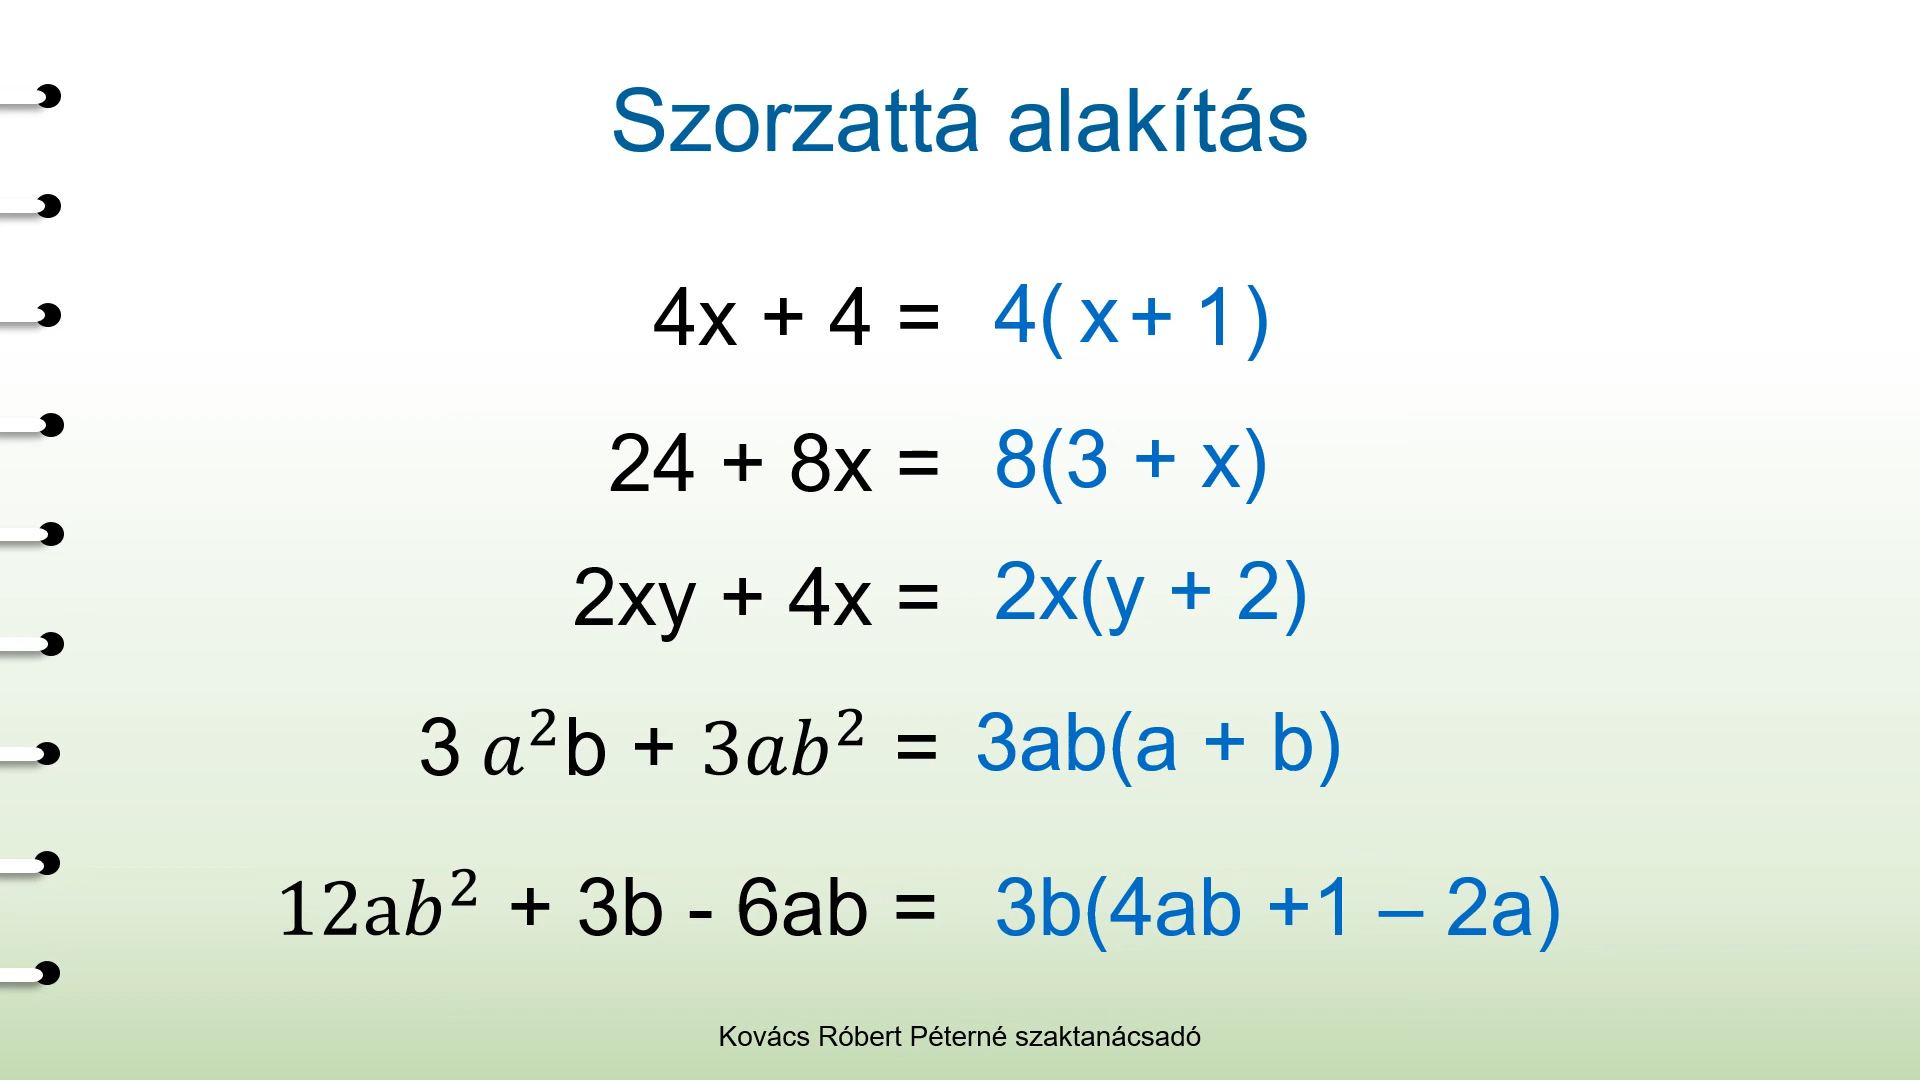 Szorzattá alakítás
4x + 4 = 4( x + 1 )
24 + 8x = 8(3 + x)
2xy + 4x = 2x(y + 2)
3 a²b + 3ab² = 3ab(a + b)
12ab² + 3b - 6ab = 3b(4ab +1 – 2a)
Kovács Róbert Péterné szaktanácsadó